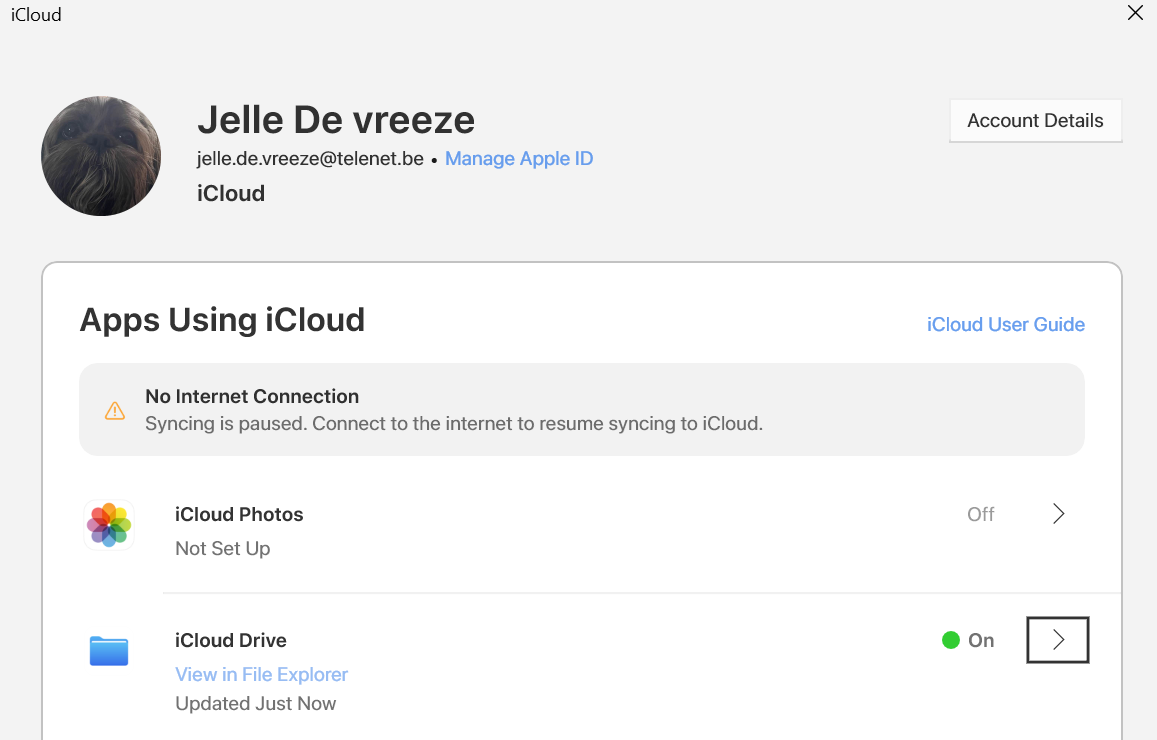 iCloud
Jelle De vreeze
Account Details
jelle.de.vreeze@telenet.be • Manage Apple ID
iCloud
Apps Using iCloud
iCloud User Guide
No Internet Connection
Syncing is paused. Connect to the internet to resume syncing to iCloud.
iCloud Photos
Off
Not Set Up
iCloud Drive
On
View in File Explorer
Updated Just Now